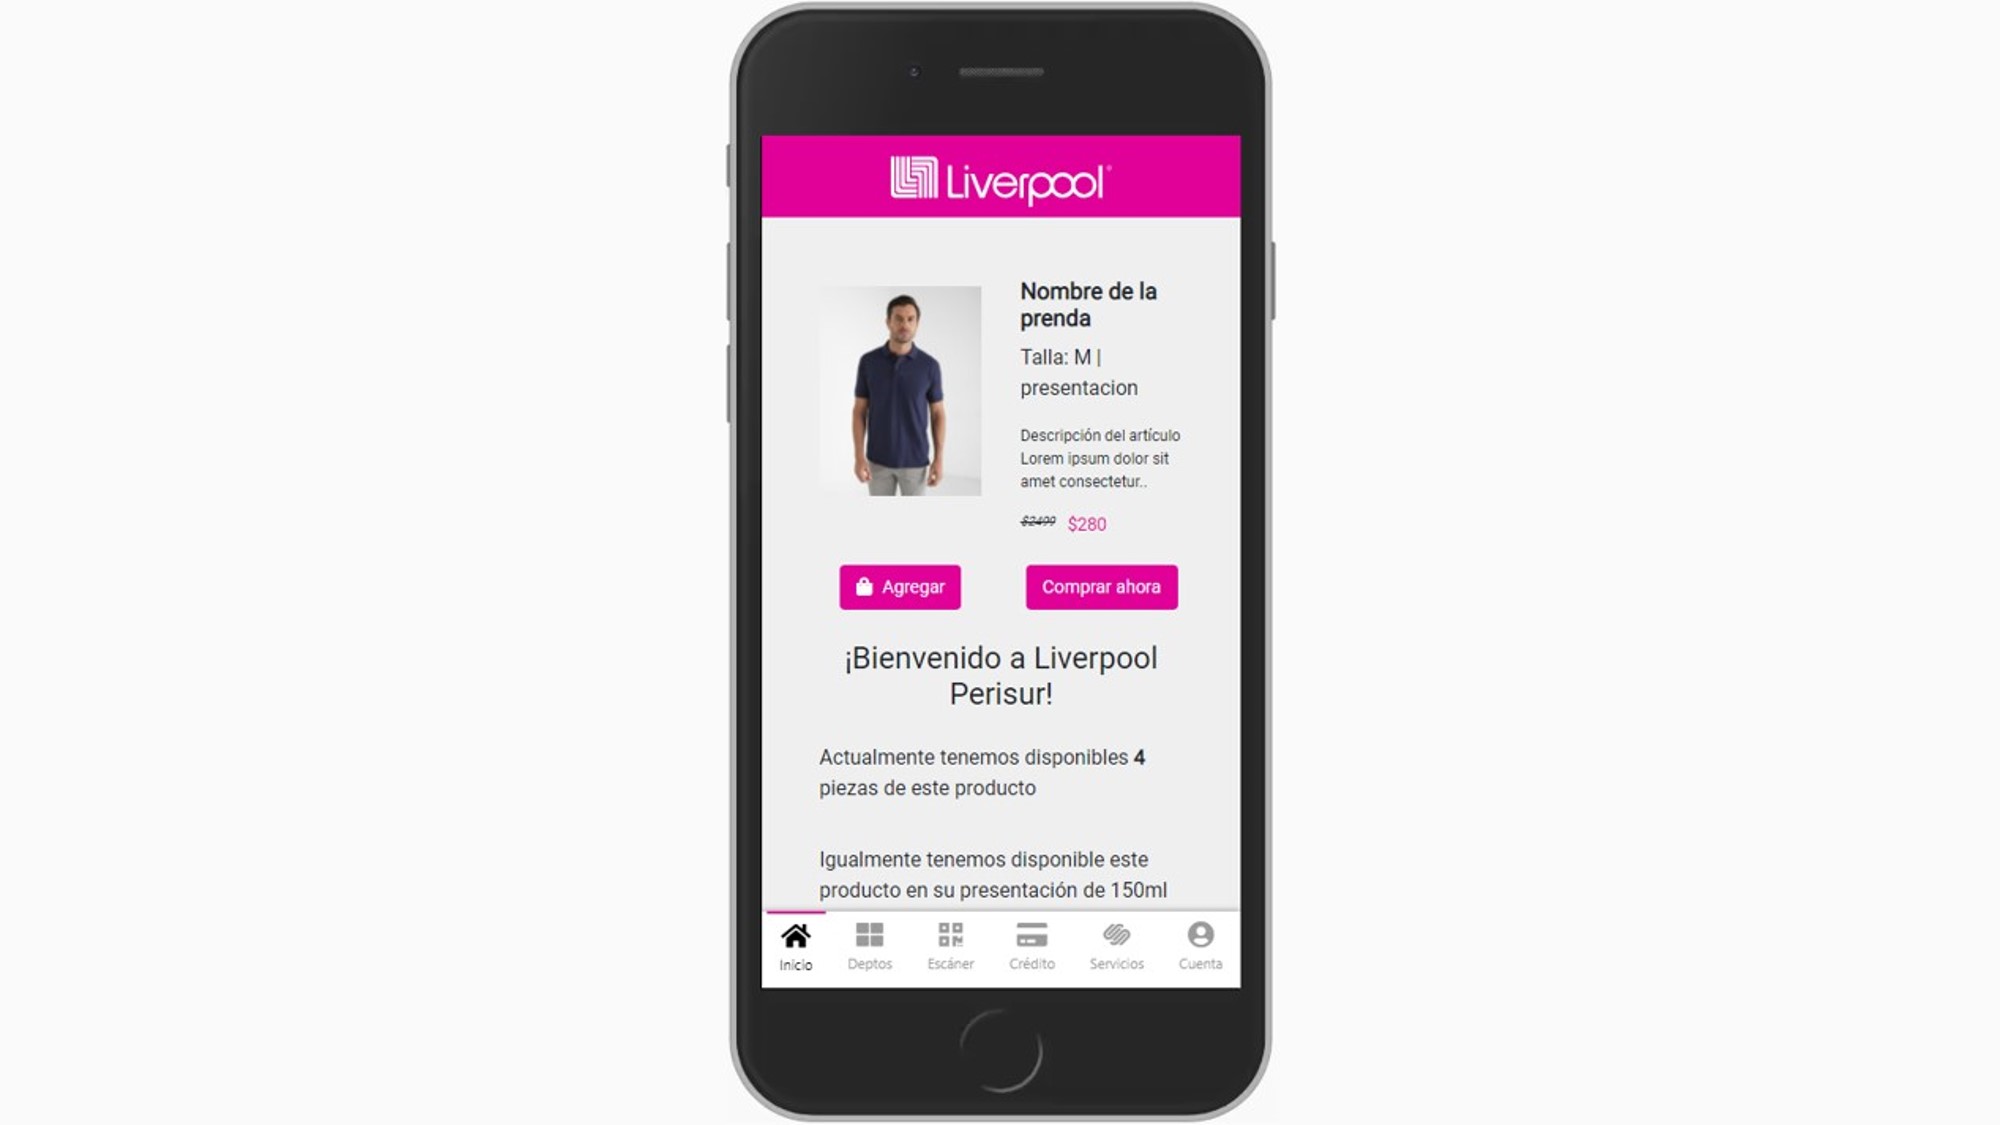 Liverpool
Nombre de la
prenda
Talla: M |
presentacion
Descripción del artículo
Lorem ipsum dolor sit
amet consectetur..
$2499 $280
Agregar
Comprar ahora
¡Bienvenido a Liverpool
Perisur!
Actualmente tenemos disponibles 4
piezas de este producto
Igualmente tenemos disponible este
producto en su presentación de 150ml
Inicio Deptos Escáner Crédito Servicios Cuenta